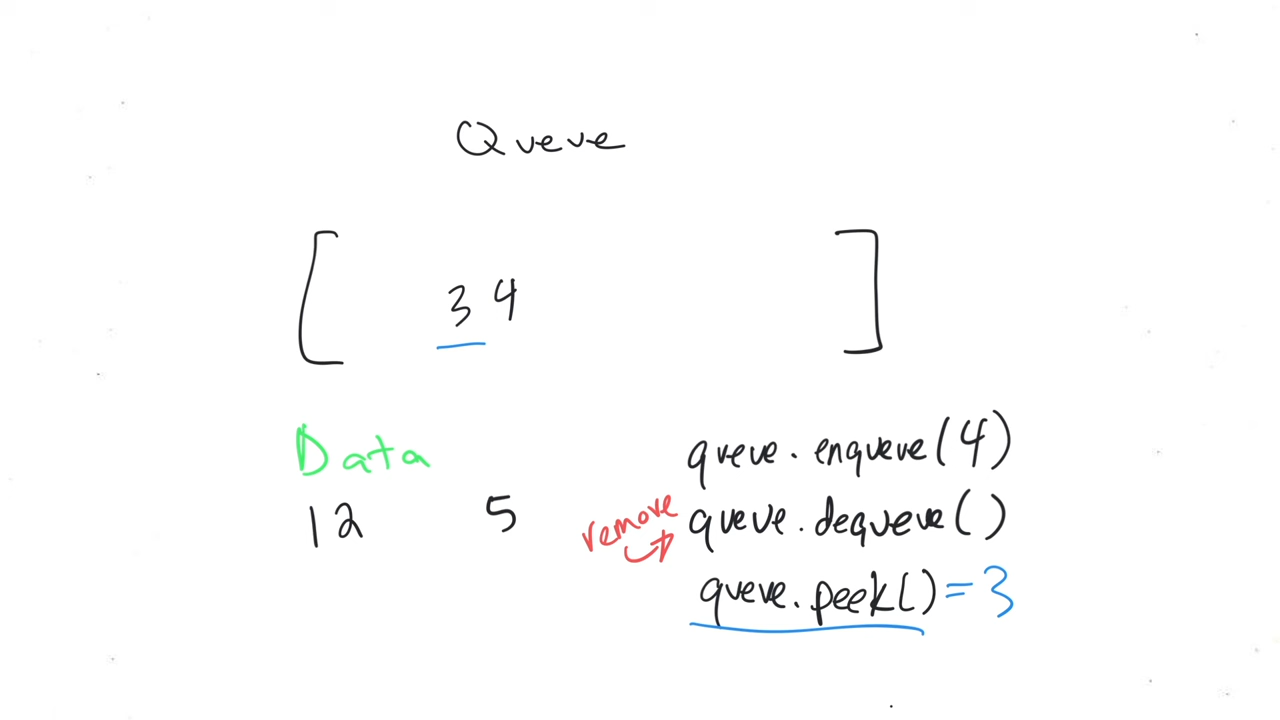 Queue
[ 3 4 ]
Data
1 2 5
queue.enqueue(4)
remove
queue.dequeue()
queue.peek() = 3